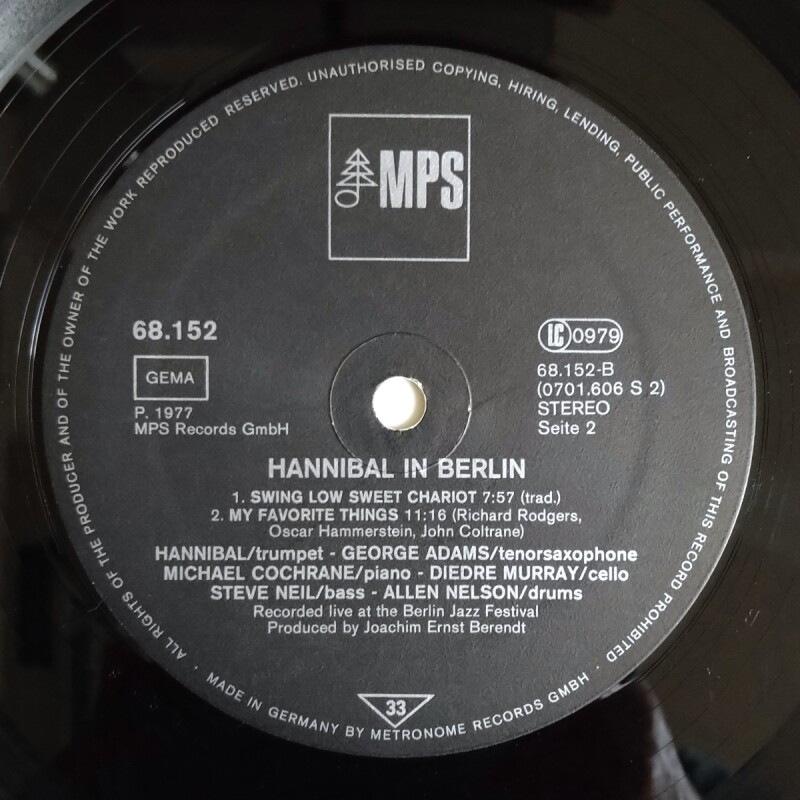 ALL RIGHTS OF THE PRODUCER AND OF THE OWNER OF THE WORK REPRODUCED RESERVED. UNAUTHORISED COPYING, HIRING, LENDING, PUBLIC PERFORMANCE AND BROADCASTING OF THIS RECORD PROHIBITED · MADE IN GERMANY BY METRONOME RECORDS GMBH ·
MPS
68.152
GEMA
P. 1977
MPS Records GmbH
LC 0979
68.152-B
(0701.606 S 2)
STEREO
Seite 2
HANNIBAL IN BERLIN
1. SWING LOW SWEET CHARIOT 7:57 (trad.)
2. MY FAVORITE THINGS 11:16 (Richard Rodgers,
Oscar Hammerstein, John Coltrane)
HANNIBAL/trumpet - GEORGE ADAMS/tenorsaxophone
MICHAEL COCHRANE/piano - DIEDRE MURRAY/cello
STEVE NEIL/bass - ALLEN NELSON/drums
Recorded live at the Berlin Jazz Festival
Produced by Joachim Ernst Berendt
33